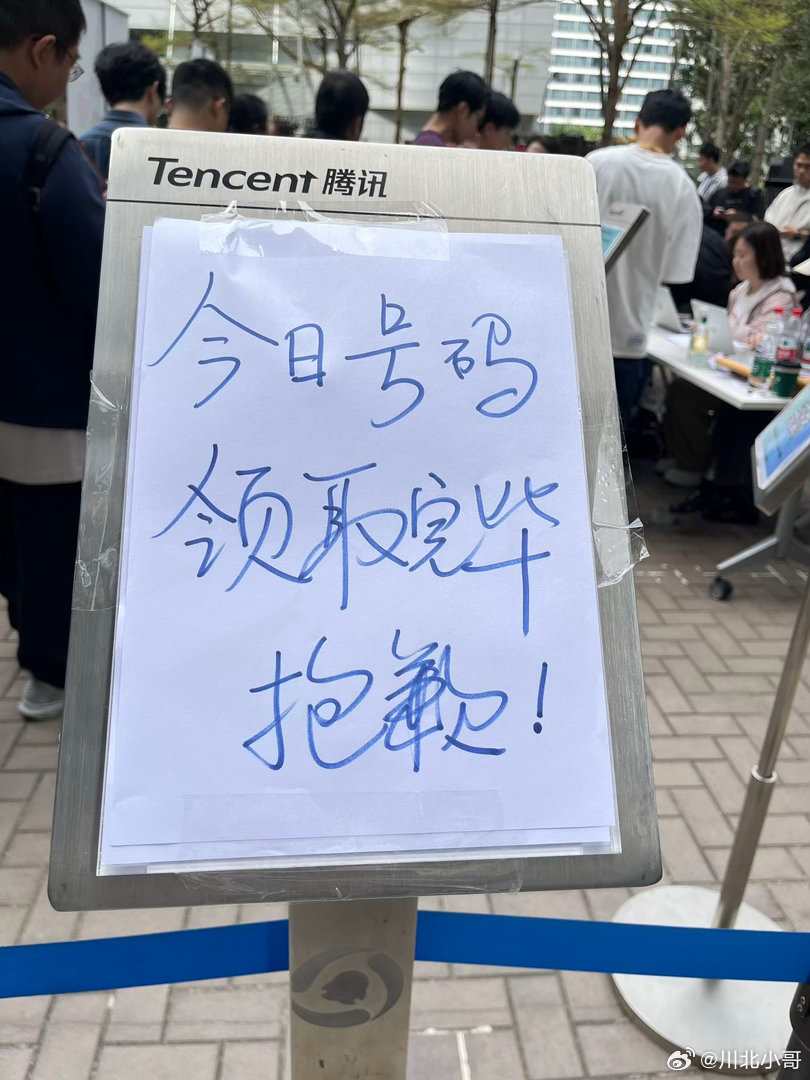 Tencent 腾讯
今日号码
领取完毕
抱歉！
@川北小哥